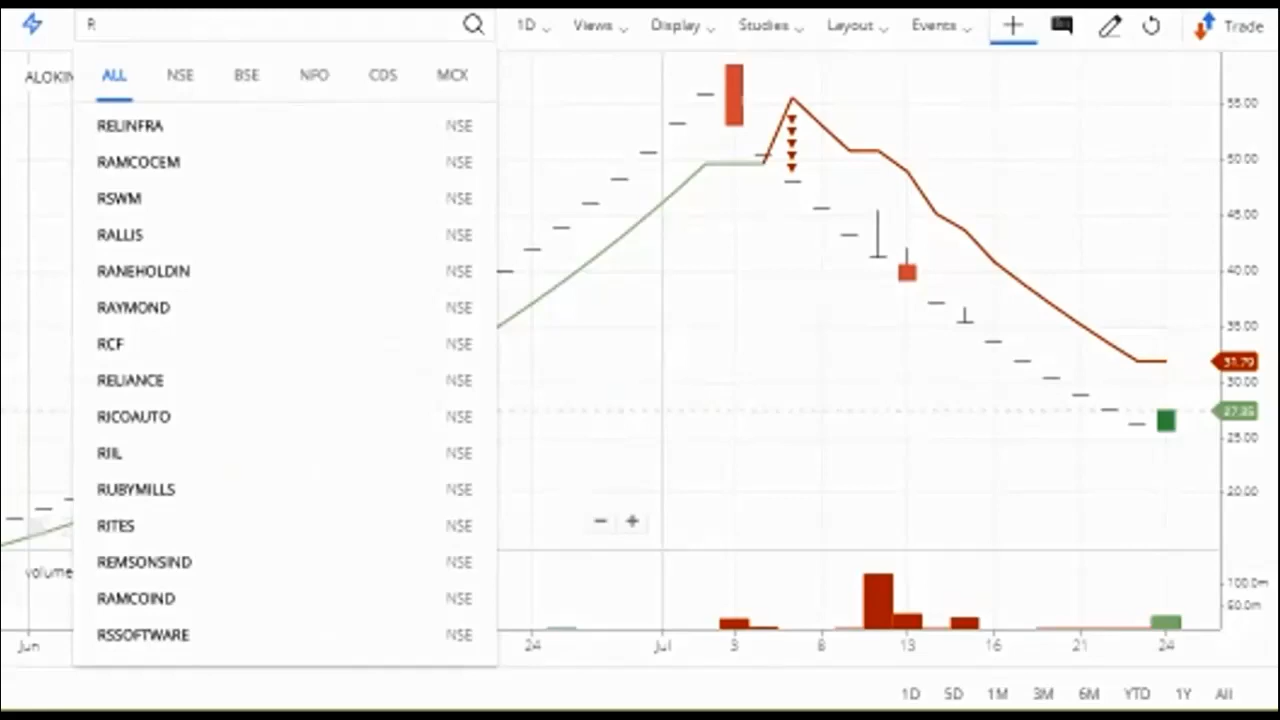 R 1D Views Display Studies Layout Events Trade
ALOKIN ALL NSE BSE NFO CDS MCX
RELINFRA NSE
RAMCOCEM NSE
RSWM NSE
RALLIS NSE
RANEHOLDIN NSE
RAYMOND NSE
RCF NSE
RELIANCE NSE
RICOAUTO NSE
RIIL NSE
RUBYMILLS NSE
RITES NSE
REMSONSIND NSE
RAMCOIND NSE
RSSOFTWARE NSE
55.00
50.00
45.00
40.00
35.00
31.79
30.00
25.00
20.00
volume
100.0m
50.0m
Jun 24 Jul 3 8 13 16 21 24
1D 5D 1M 3M 6M YTD 1Y All